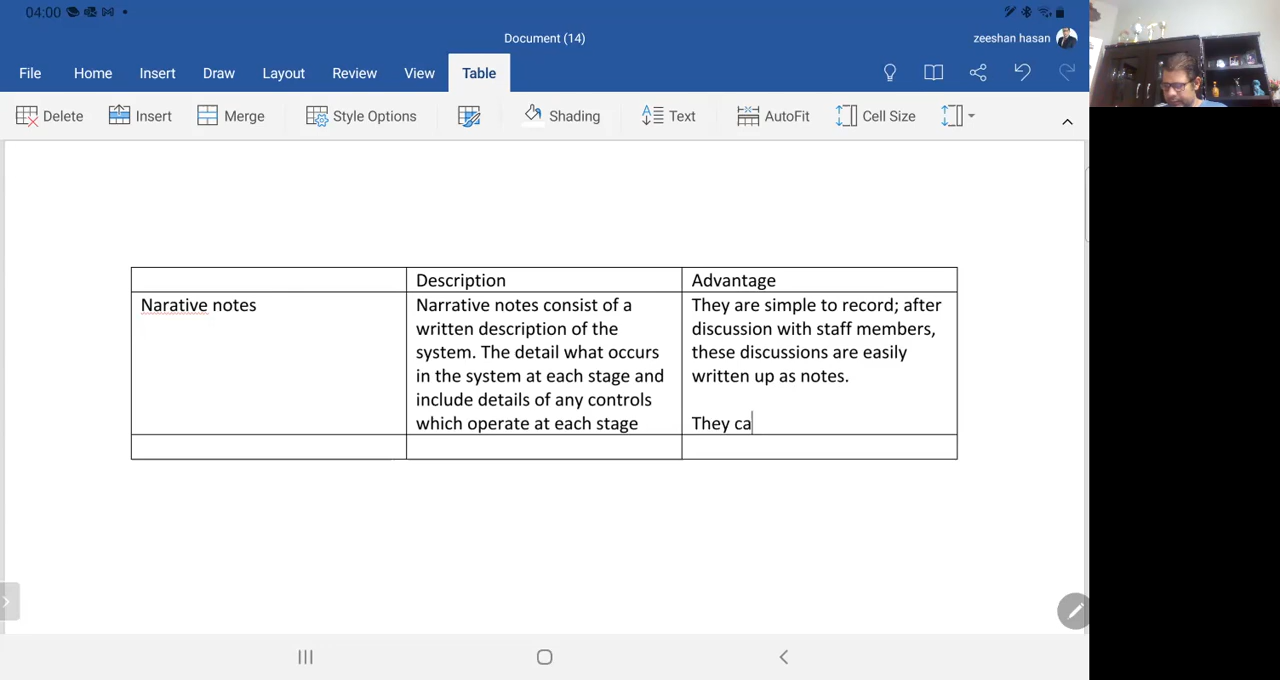 04:00
Document (14)
zeeshan hasan
File Home Insert Draw Layout Review View Table
Delete Insert Merge Style Options Shading Text AutoFit Cell Size
Description Advantage
Narative notes
Narrative notes consist of a
written description of the
system. The detail what occurs
in the system at each stage and
include details of any controls
which operate at each stage
They are simple to record; after
discussion with staff members,
these discussions are easily
written up as notes.
They ca